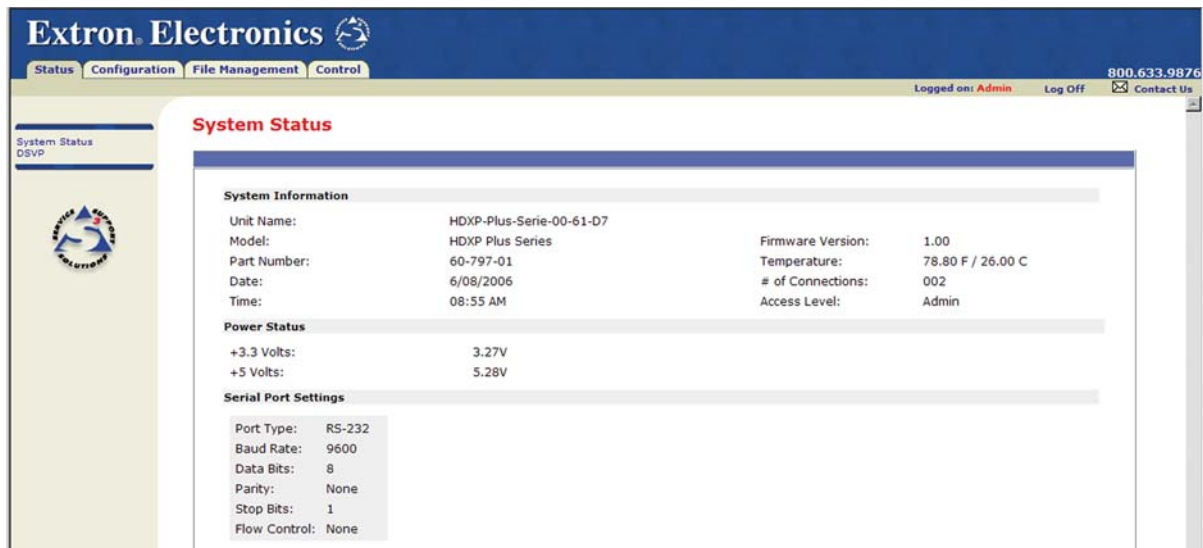 Extron® Electronics
Status Configuration File Management Control
800.633.9876
Logged on: Admin Log Off Contact Us
System Status
DSVP
SERVICE SUPPORT SOLUTIONS
3
System Status
System Information
Unit Name: HDXP-Plus-Serie-00-61-D7
Model: HDXP Plus Series Firmware Version: 1.00
Part Number: 60-797-01 Temperature: 78.80 F / 26.00 C
Date: 6/08/2006 # of Connections: 002
Time: 08:55 AM Access Level: Admin
Power Status
+3.3 Volts: 3.27V
+5 Volts: 5.28V
Serial Port Settings
Port Type: RS-232
Baud Rate: 9600
Data Bits: 8
Parity: None
Stop Bits: 1
Flow Control: None